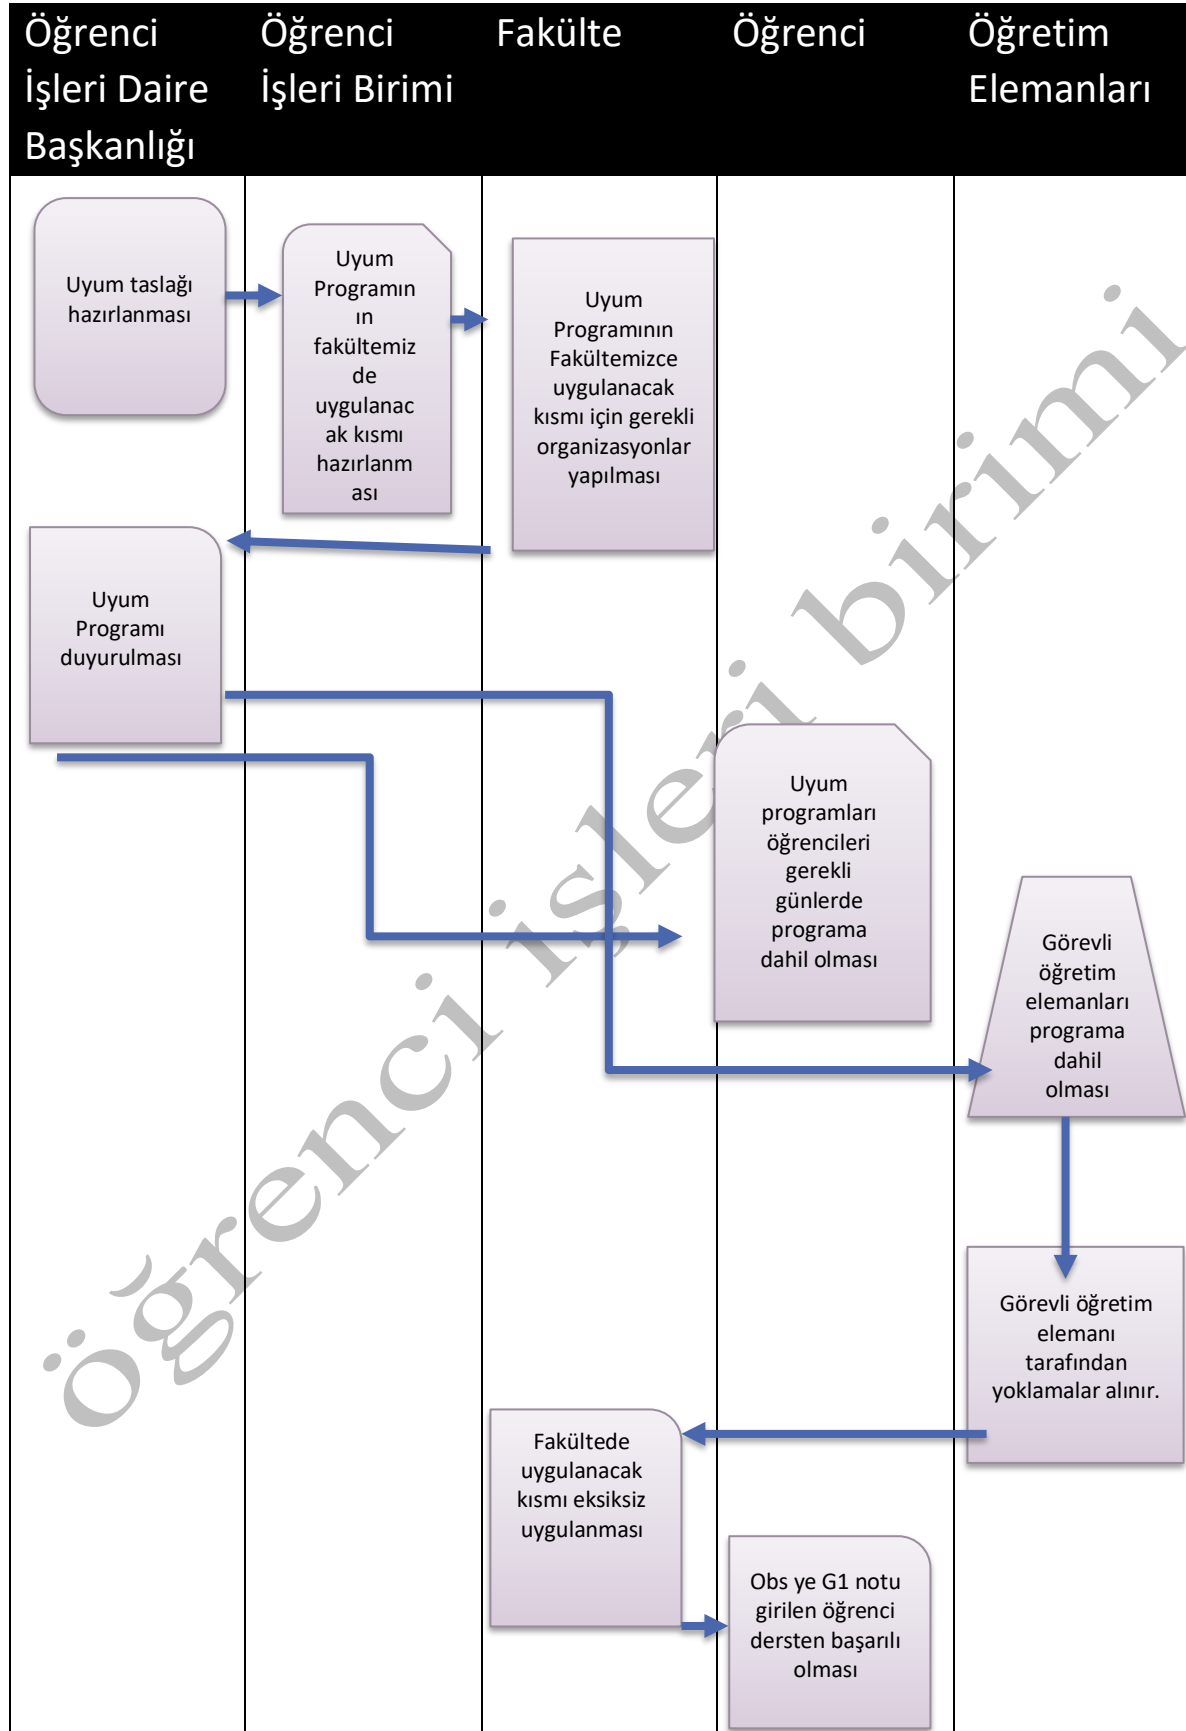 Öğrenci
İşleri Daire
Başkanlığı
Öğrenci
İşleri Birimi
Fakülte
Öğrenci
Öğretim
Elemanları
Uyum taslağı
hazırlanması
Uyum
Programın
ın
fakültemiz
de
uygulanac
ak kısmı
hazırlanm
ası
Uyum
Programının
Fakültemizce
uygulanacak
kısmı için gerekli
organizasyonlar
yapılması
Uyum
Programı
duyurulması
Uyum
programları
öğrencileri
gerekli
günlerde
programa
dahil olması
Görevli
öğretim
elemanları
programa
dahil
olması
Görevli öğretim
elemanı
tarafından
yoklamalar alınır.
Fakültede
uygulanacak
kısmı eksiksiz
uygulanması
Obs ye G1 notu
girilen öğrenci
dersten başarılı
olması
öğrenci işleri birimi